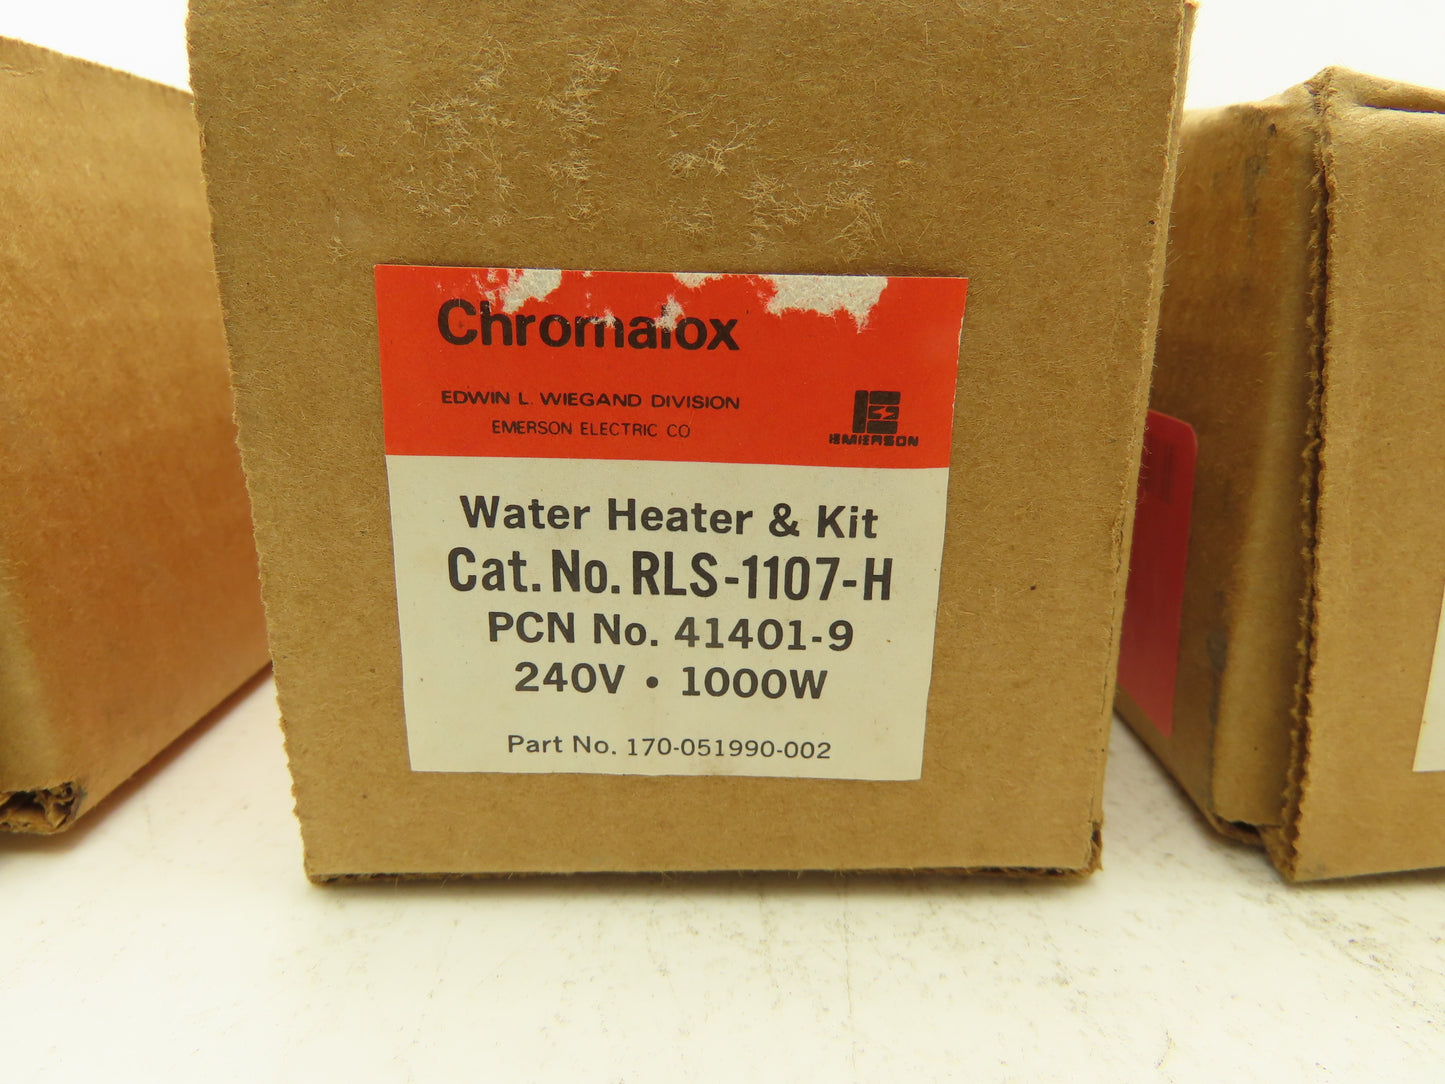 Chromalox
EDWIN L. WIEGAND DIVISION
EMERSON ELECTRIC CO
EMERSON
Water Heater & Kit
Cat. No. RLS-1107-H
PCN No. 41401-9
240V • 1000W
Part No. 170-051990-002